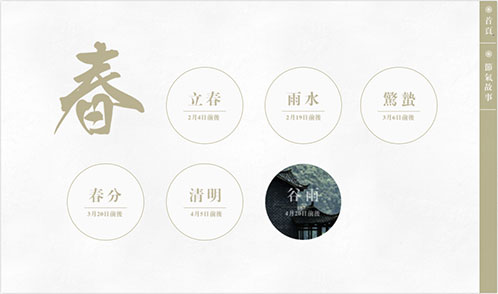 春
立春
2月4日前後
雨水
2月19日前後
驚蟄
3月6日前後
春分
3月20日前後
清明
4月5日前後
谷雨
4月20日前後
首頁
節氣故事